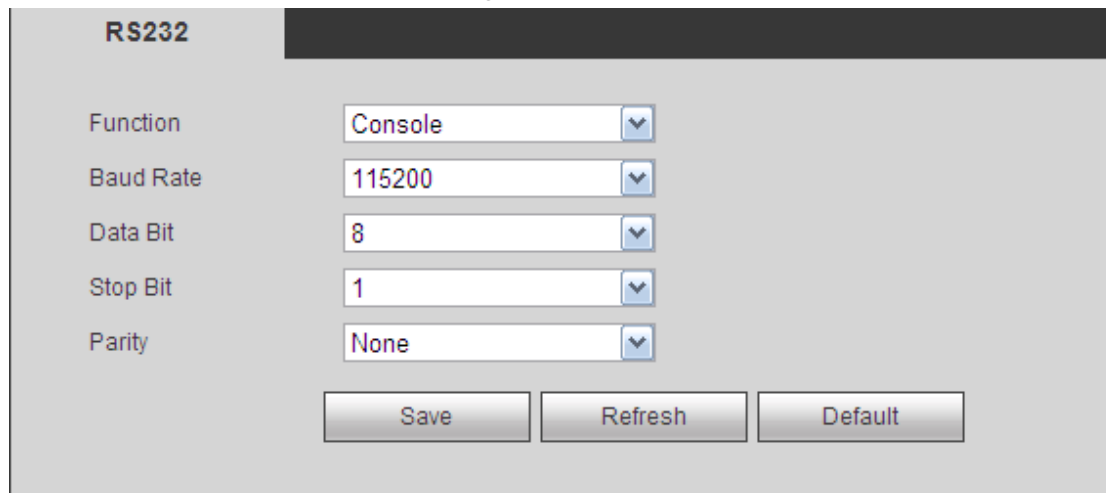 RS232
Function Console
Baud Rate 115200
Data Bit 8
Stop Bit 1
Parity None
Save Refresh Default